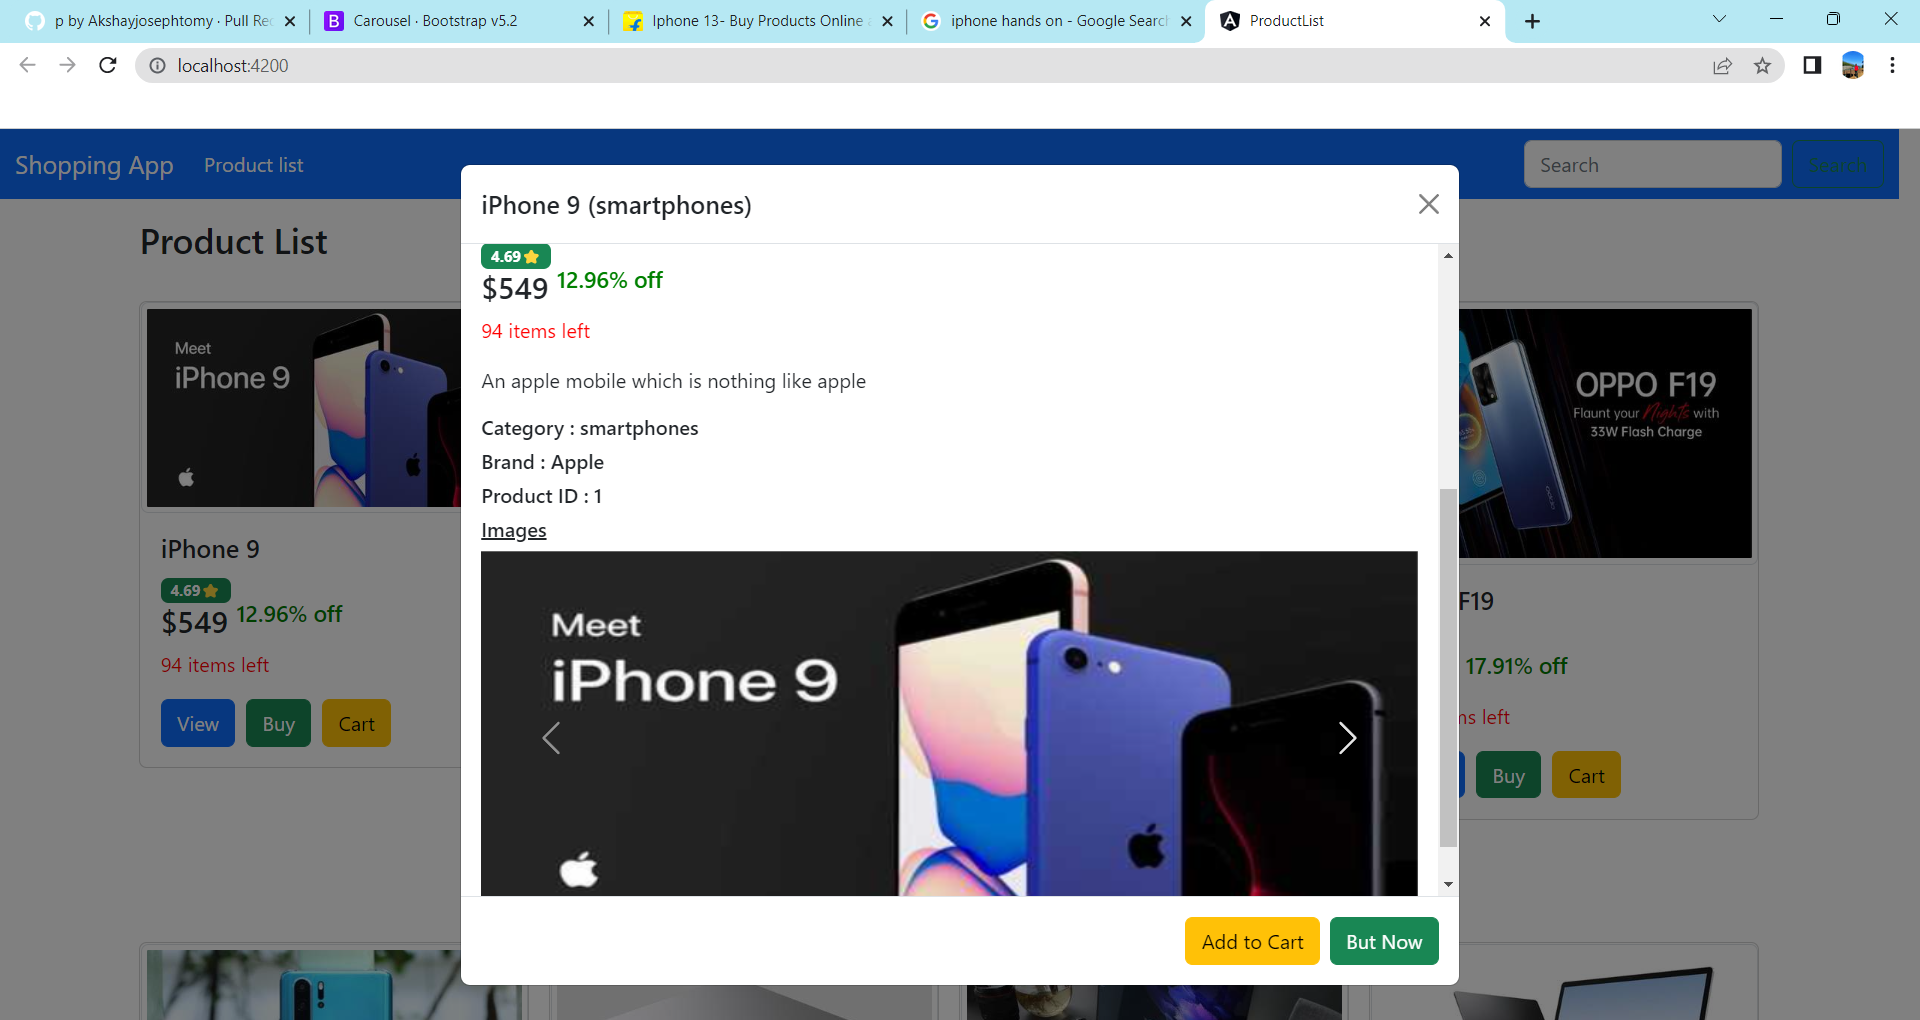 p by Akshayjosephtomy · Pull Re
Carousel · Bootstrap v5.2
Iphone 13- Buy Products Online
iphone hands on - Google Search
ProductList
localhost:4200
Shopping App
Product list
Search
Search
Product List
iPhone 9 (smartphones)
4.69
$549 12.96% off
94 items left
An apple mobile which is nothing like apple
Category : smartphones
Brand : Apple
Product ID : 1
Images
Meet
iPhone 9
Add to Cart
But Now
Meet
iPhone 9
iPhone 9
4.69
$549 12.96% off
94 items left
View
Buy
Cart
OPPO F19
Flaunt your Nights with
33W Flash Charge
F19
17.91% off
ms left
Buy
Cart